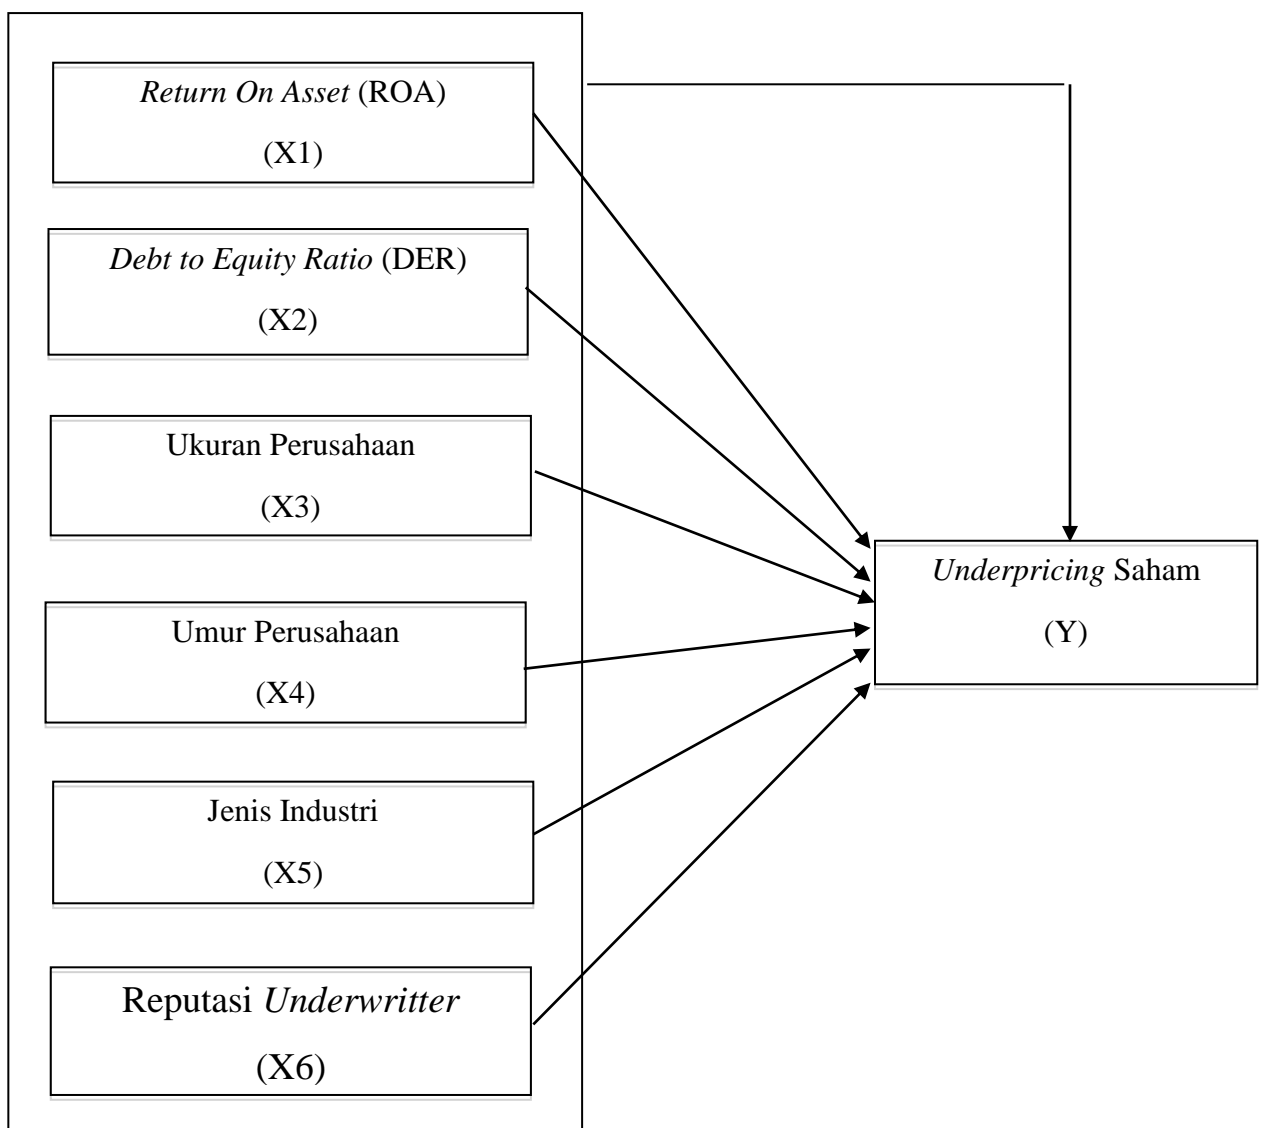 Return On Asset (ROA)
(X1)
Debt to Equity Ratio (DER)
(X2)
Ukuran Perusahaan
(X3)
Umur Perusahaan
(X4)
Jenis Industri
(X5)
Reputasi Underwritter
(X6)
Underpricing Saham
(Y)